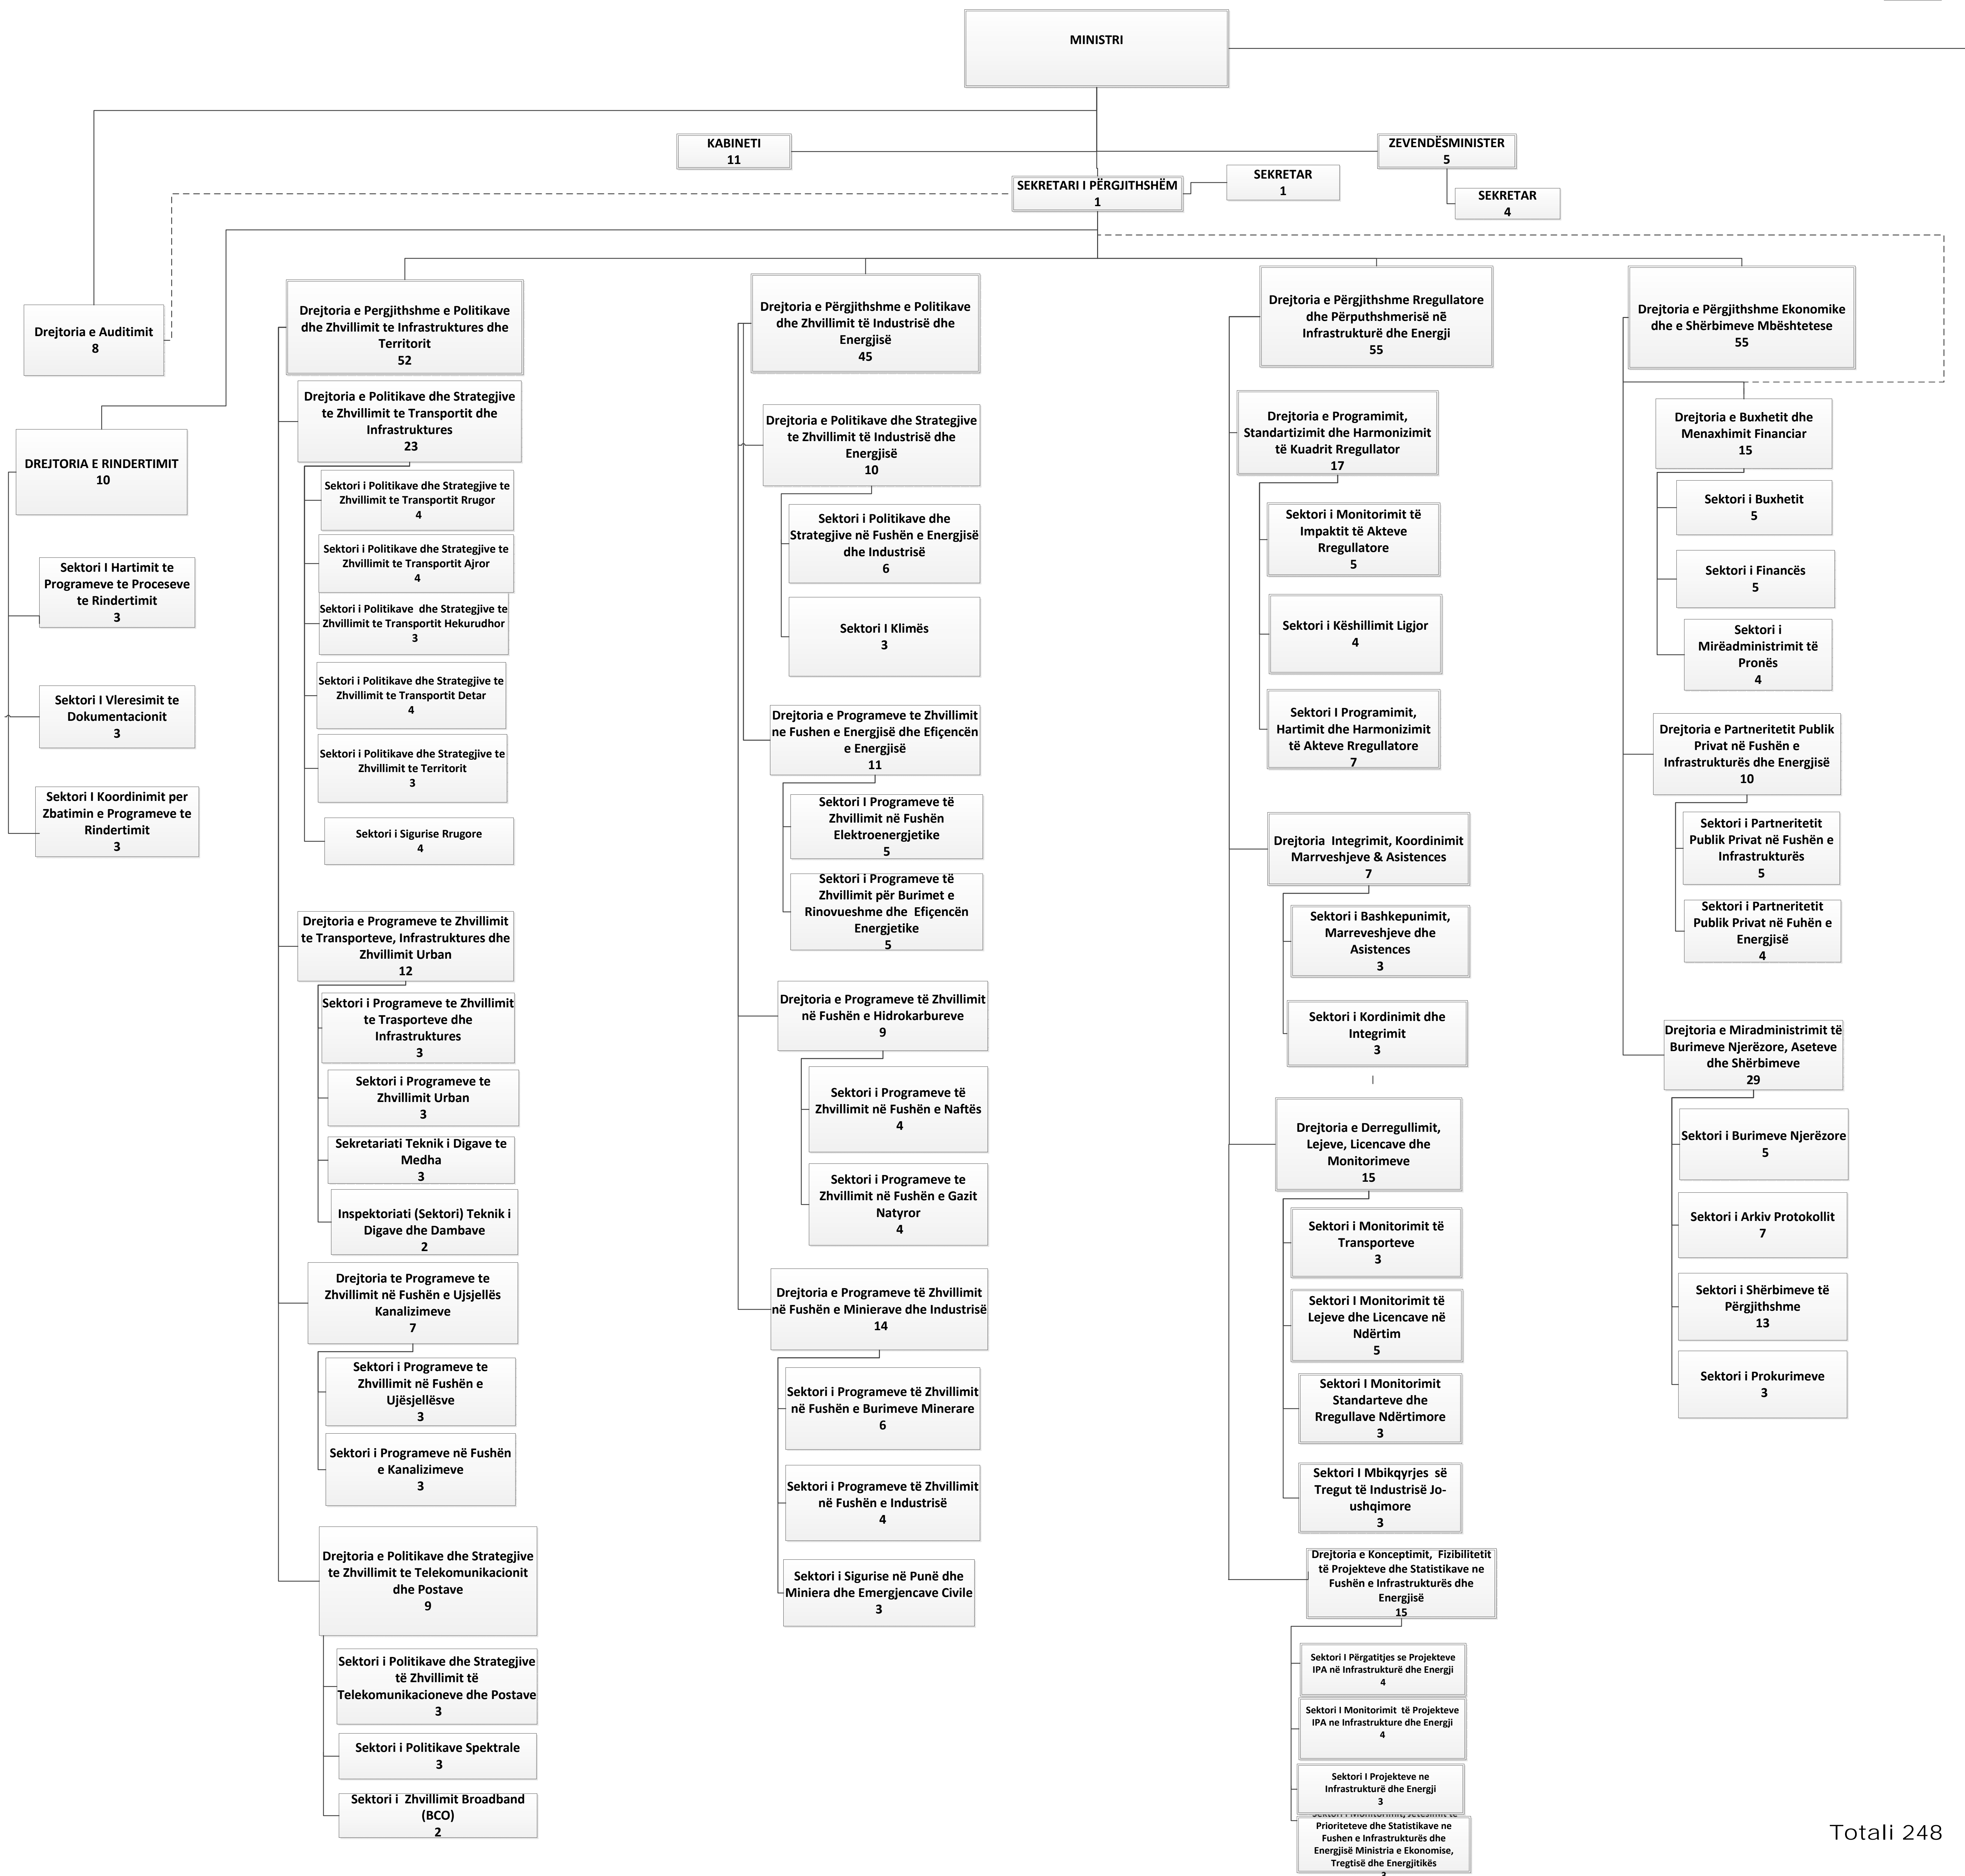 MINISTRI
KABINETI
11
ZEVENDËSMINISTER
5
SEKRETARI I PËRGJITHSHËM
1
SEKRETAR
1
SEKRETAR
4
Drejtoria e Auditimit
8
DREJTORIA E RINDERTIMIT
10
Sektori I Hartimit te
Programeve te Proceseve
te Rindertimit
3
Sektori I Vleresimit te
Dokumentacionit
3
Sektori I Koordinimit per
Zbatimin e Programeve te
Rindertimit
3
Drejtoria e Pergjithshme e Politikave
dhe Zhvillimit te Infrastruktures dhe
Territorit
52
Drejtoria e Politikave dhe Strategjive
te Zhvillimit te Transportit dhe
Infrastruktures
23
Sektori i Politikave dhe Strategjive te
Zhvillimit te Transportit Rrugor
4
Sektori i Politikave dhe Strategjive te
Zhvillimit te Transportit Ajror
4
Sektori i Politikave  dhe Strategjive te
Zhvillimit te Transportit Hekurudhor
3
Sektori i Politikave dhe Strategjive te
Zhvillimit te Transportit Detar
4
Sektori i Politikave dhe Strategjive te
Zhvillimit te Territorit
3
Sektori i Sigurise Rrugore
4
Drejtoria e Programeve te Zhvillimit
te Transporteve, Infrastruktures dhe
Zhvillimit Urban
12
Sektori i Programeve te Zhvillimit
te Trasporteve dhe
Infrastruktures
3
Sektori i Programeve te
Zhvillimit Urban
3
Sekretariati Teknik i Digave te
Medha
3
Inspektoriati (Sektori) Teknik i
Digave dhe Dambave
2
Drejtoria te Programeve te
Zhvillimit në Fushën e Ujsjellës
Kanalizimeve
7
Sektori i Programeve te
Zhvillimit në Fushën e
Ujësjellësve
3
Sektori i Programeve në Fushën
e Kanalizimeve
3
Drejtoria e Politikave dhe Strategjive
te Zhvillimit te Telekomunikacionit
dhe Postave
9
Sektori i Politikave dhe Strategjive
të Zhvillimit të
Telekomunikacioneve dhe Postave
3
Sektori i Politikave Spektrale
3
Sektori i  Zhvillimit Broadband
(BCO)
2
Drejtoria e Përgjithshme e Politikave
dhe Zhvillimit të Industrisë dhe
Energjisë
45
Drejtoria e Politikave dhe Strategjive
te Zhvillimit të Industrisë dhe
Energjisë
10
Sektori i Politikave dhe
Strategjive në Fushën e Energjisë
dhe Industrisë
6
Sektori I Klimës
3
Drejtoria e Programeve te Zhvillimit
ne Fushen e Energjisë dhe Efiçencën
e Energjisë
11
Sektori I Programeve të
Zhvillimit në Fushën
Elektroenergjetike
5
Sektori i Programeve të
Zhvillimit për Burimet e
Rinovueshme dhe  Efiçencën
Energjetike
5
Drejtoria e Programeve të Zhvillimit
në Fushën e Hidrokarbureve
9
Sektori i Programeve të
Zhvillimit në Fushën e Naftës
4
Sektori i Programeve te
Zhvillimit në Fushën e Gazit
Natyror
4
Drejtoria e Programeve të Zhvillimit
në Fushën e Minierave dhe Industrisë
14
Sektori i Programeve të Zhvillimit
në Fushën e Burimeve Minerare
6
Sektori i Programeve të Zhvillimit
në Fushën e Industrisë
4
Sektori i Sigurise në Punë dhe
Miniera dhe Emergjencave Civile
3
Drejtoria e Përgjithshme Rregullatore
dhe Përputhshmerisë në
Infrastrukturë dhe Energji
55
Drejtoria e Programimit,
Standartizimit dhe Harmonizimit
të Kuadrit Rregullator
17
Sektori i Monitorimit të
Impaktit të Akteve
Rregullatore
5
Sektori i Këshillimit Ligjor
4
Sektori I Programimit,
Hartimit dhe Harmonizimit
të Akteve Rregullatore
7
Drejtoria  Integrimit, Koordinimit
Marrveshjeve & Asistences
7
Sektori i Bashkepunimit,
Marreveshjeve dhe
Asistences
3
Sektori i Kordinimit dhe
Integrimit
3
Drejtoria e Derregullimit,
Lejeve, Licencave dhe
Monitorimeve
15
Sektori i Monitorimit të
Transporteve
3
Sektori I Monitorimit të
Lejeve dhe Licencave në
Ndërtim
5
Sektori I Monitorimit
Standarteve dhe
Rregullave Ndërtimore
3
Sektori I Mbikqyrjes  së
Tregut të Industrisë Jo-
ushqimore
3
Drejtoria e Konceptimit,  Fizibilitetit
të Projekteve dhe Statistikave ne
Fushën e Infrastrukturës dhe
Energjisë
15
Sektori I Përgatitjes se Projekteve
IPA në Infrastrukturë dhe Energji
4
Sektori I Monitorimit  të Projekteve
IPA ne Infrastrukture dhe Energji
4
Sektori I Projekteve ne
Infrastrukturë dhe Energji
3
Sektori i Monitorimit, Jetësimit të
Prioriteteve dhe Statistikave ne
Fushen e Infrastrukturës dhe
Energjisë Ministria e Ekonomise,
Tregtisë dhe Energjitikës
3
Drejtoria e Përgjithshme Ekonomike
dhe e Shërbimeve Mbështetese
55
Drejtoria e Buxhetit dhe
Menaxhimit Financiar
15
Sektori i Buxhetit
5
Sektori i Financës
5
Sektori i
Mirëadministrimit të
Pronës
4
Drejtoria e Partneritetit Publik
Privat në Fushën e
Infrastrukturës dhe Energjisë
10
Sektori i Partneritetit
Publik Privat në Fushën e
Infrastrukturës
5
Sektori i Partneritetit
Publik Privat në Fuhën e
Energjisë
4
Drejtoria e Miradministrimit të
Burimeve Njerëzore, Aseteve
dhe Shërbimeve
29
Sektori i Burimeve Njerëzore
5
Sektori i Arkiv Protokollit
7
Sektori i Shërbimeve të
Përgjithshme
13
Sektori i Prokurimeve
3
Totali 248